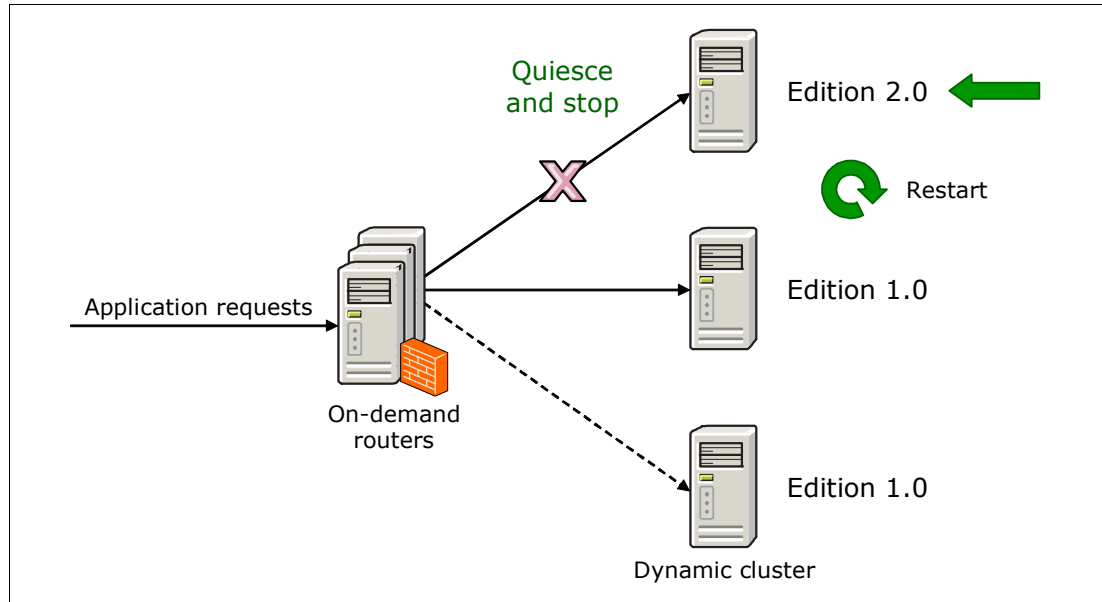 Quiesce
and stop
Edition 2.0
Restart
Application requests
Edition 1.0
On-demand
routers
Edition 1.0
Dynamic cluster